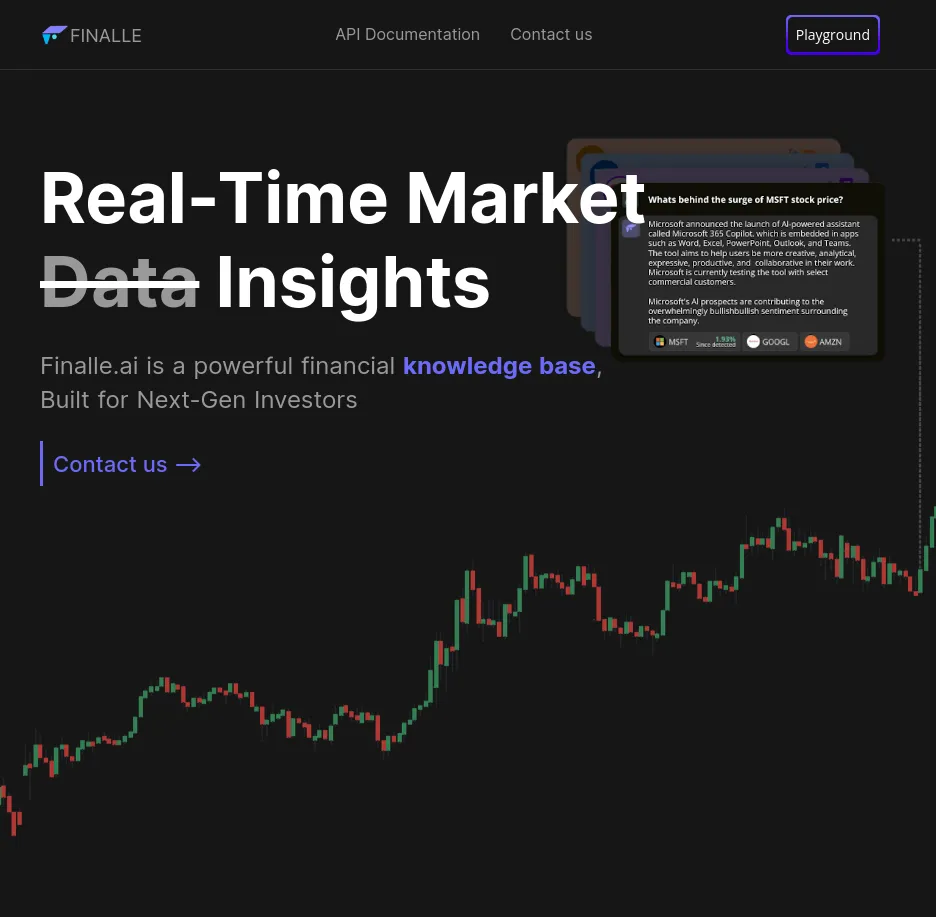 FINALLE
API Documentation
Contact us
Playground
Real-Time Market
Data Insights
Finalle.ai is a powerful financial knowledge base,
Built for Next-Gen Investors
Contact us →
Whats behind the surge of MSFT stock price?
Microsoft announced the launch of AI-powered assistant
called Microsoft 365 Copilot, which is embedded in apps
such as Word, Excel, PowerPoint, Outlook, and Teams.
The tool aims to help users be more creative, analytical,
expressive, productive, and collaborative in their work.
Microsoft is currently testing the tool with select
commercial customers.
Microsoft's AI prospects are contributing to the
overwhelmingly bullishbullish sentiment surrounding
the company.
MSFT
1.93%
Since detected
GOOGL
AMZN